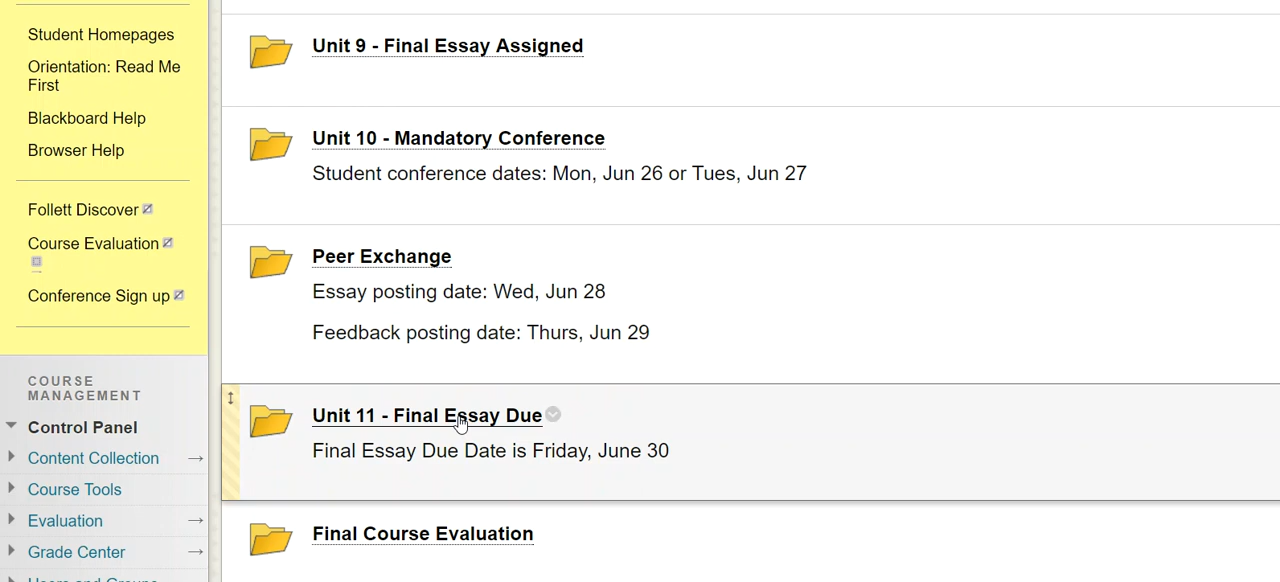 Student Homepages
Orientation: Read Me
First
Blackboard Help
Browser Help
Follett Discover
Course Evaluation
Conference Sign up
COURSE
MANAGEMENT
Control Panel
Content Collection
Course Tools
Evaluation
Grade Center
Users and Groups
Unit 9 - Final Essay Assigned
Unit 10 - Mandatory Conference
Student conference dates: Mon, Jun 26 or Tues, Jun 27
Peer Exchange
Essay posting date: Wed, Jun 28
Feedback posting date: Thurs, Jun 29
Unit 11 - Final Essay Due
Final Essay Due Date is Friday, June 30
Final Course Evaluation